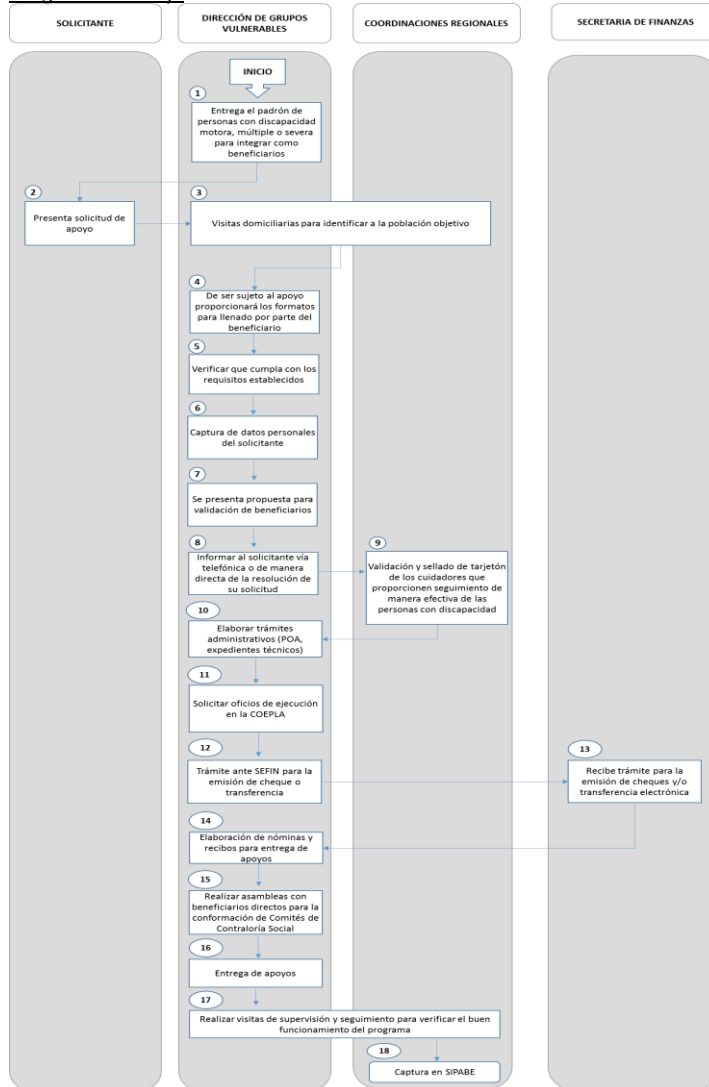 SOLICITANTE
DIRECCIÓN DE GRUPOS
VULNERABLES
COORDINACIONES REGIONALES
SECRETARIA DE FINANZAS
INICIO
1
Entrega el padrón de
personas con discapacidad
motora, múltiple o severa
para integrar como
beneficiarios
2
Presenta solicitud de
apoyo
3
Visitas domiciliarias para identificar a la población objetivo
4
De ser sujeto al apoyo
proporcionará los formatos
para llenado por parte del
beneficiario
5
Verificar que cumpla con los
requisitos establecidos
6
Captura de datos personales
del solicitante
7
Se presenta propuesta para
validación de beneficiarios
8
Informar al solicitante vía
telefónica o de manera
directa de la resolución de
su solicitud
9
Validación y sellado de tarjetón
de los cuidadores que
proporcionen seguimiento de
manera efectiva de las
personas con discapacidad
10
Elaborar trámites
administrativos (POA,
expedientes técnicos)
11
Solicitar oficios de ejecución
en la COEPLA
12
Trámite ante SEFIN para la
emisión de cheque o
transferencia
13
Recibe trámite para la
emisión de cheques y/o
transferencia electrónica
14
Elaboración de nóminas y
recibos para entrega de
apoyos
15
Realizar asambleas con
beneficiarios directos para la
conformación de Comités de
Contraloría Social
16
Entrega de apoyos
17
Realizar visitas de supervisión y seguimiento para verificar el buen
funcionamiento del programa
18
Captura en SIPABE